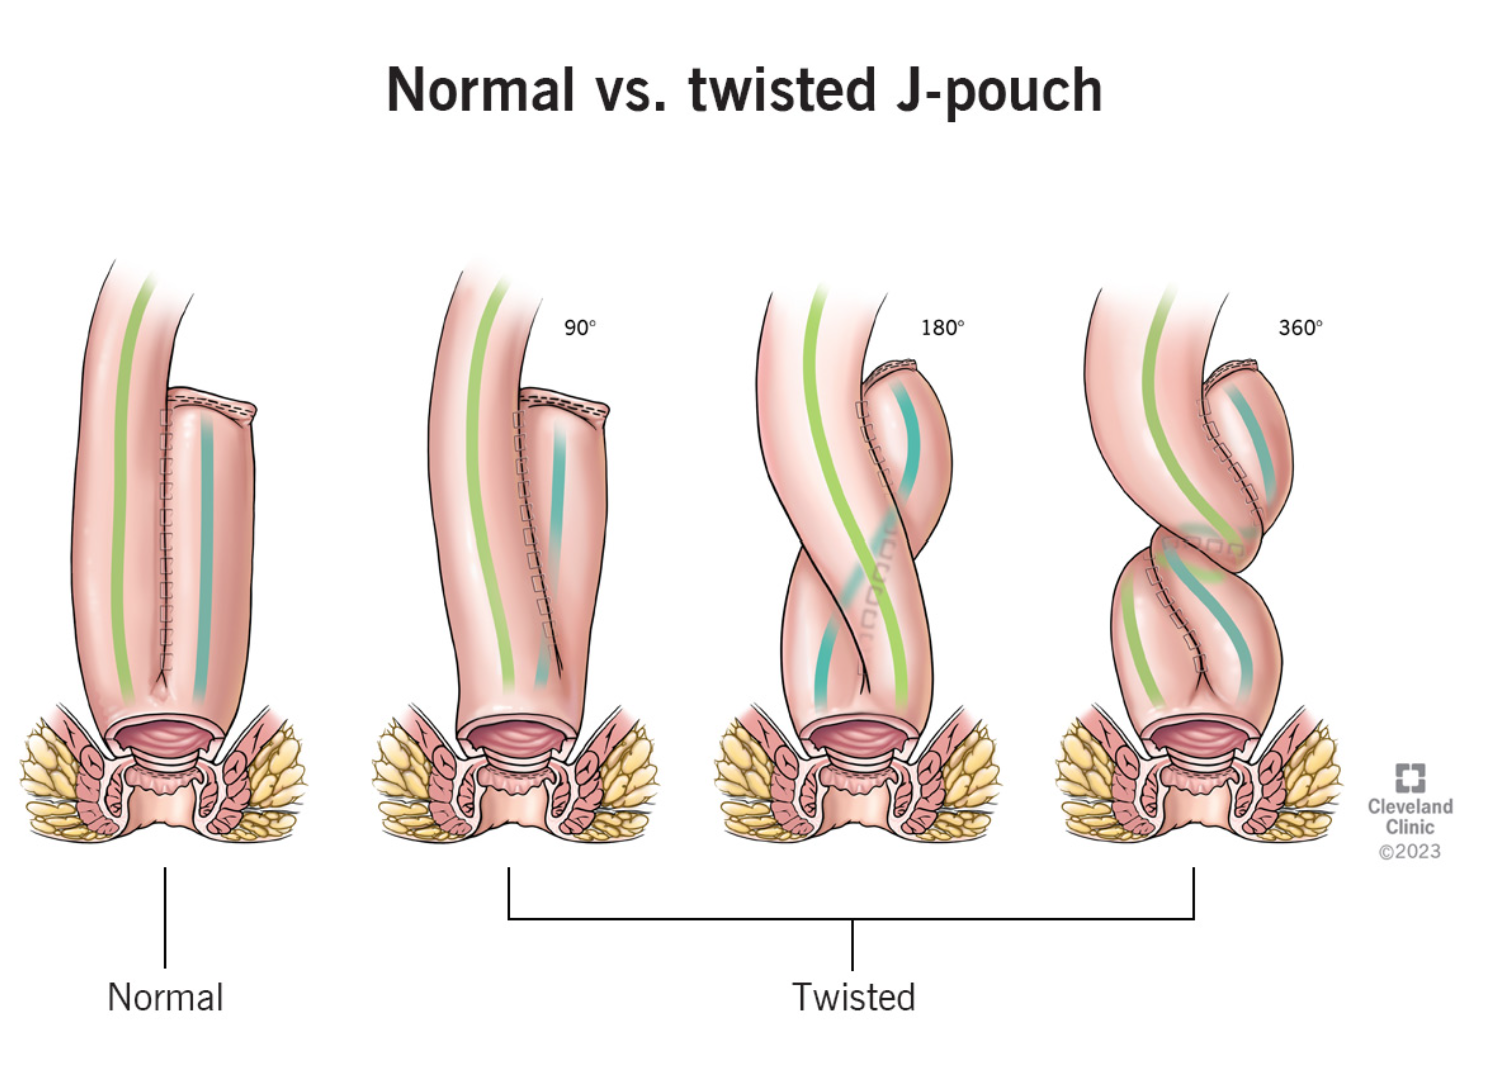 Normal vs. twisted J-pouch
90°
180°
360°
Cleveland
Clinic
©2023
Normal
Twisted